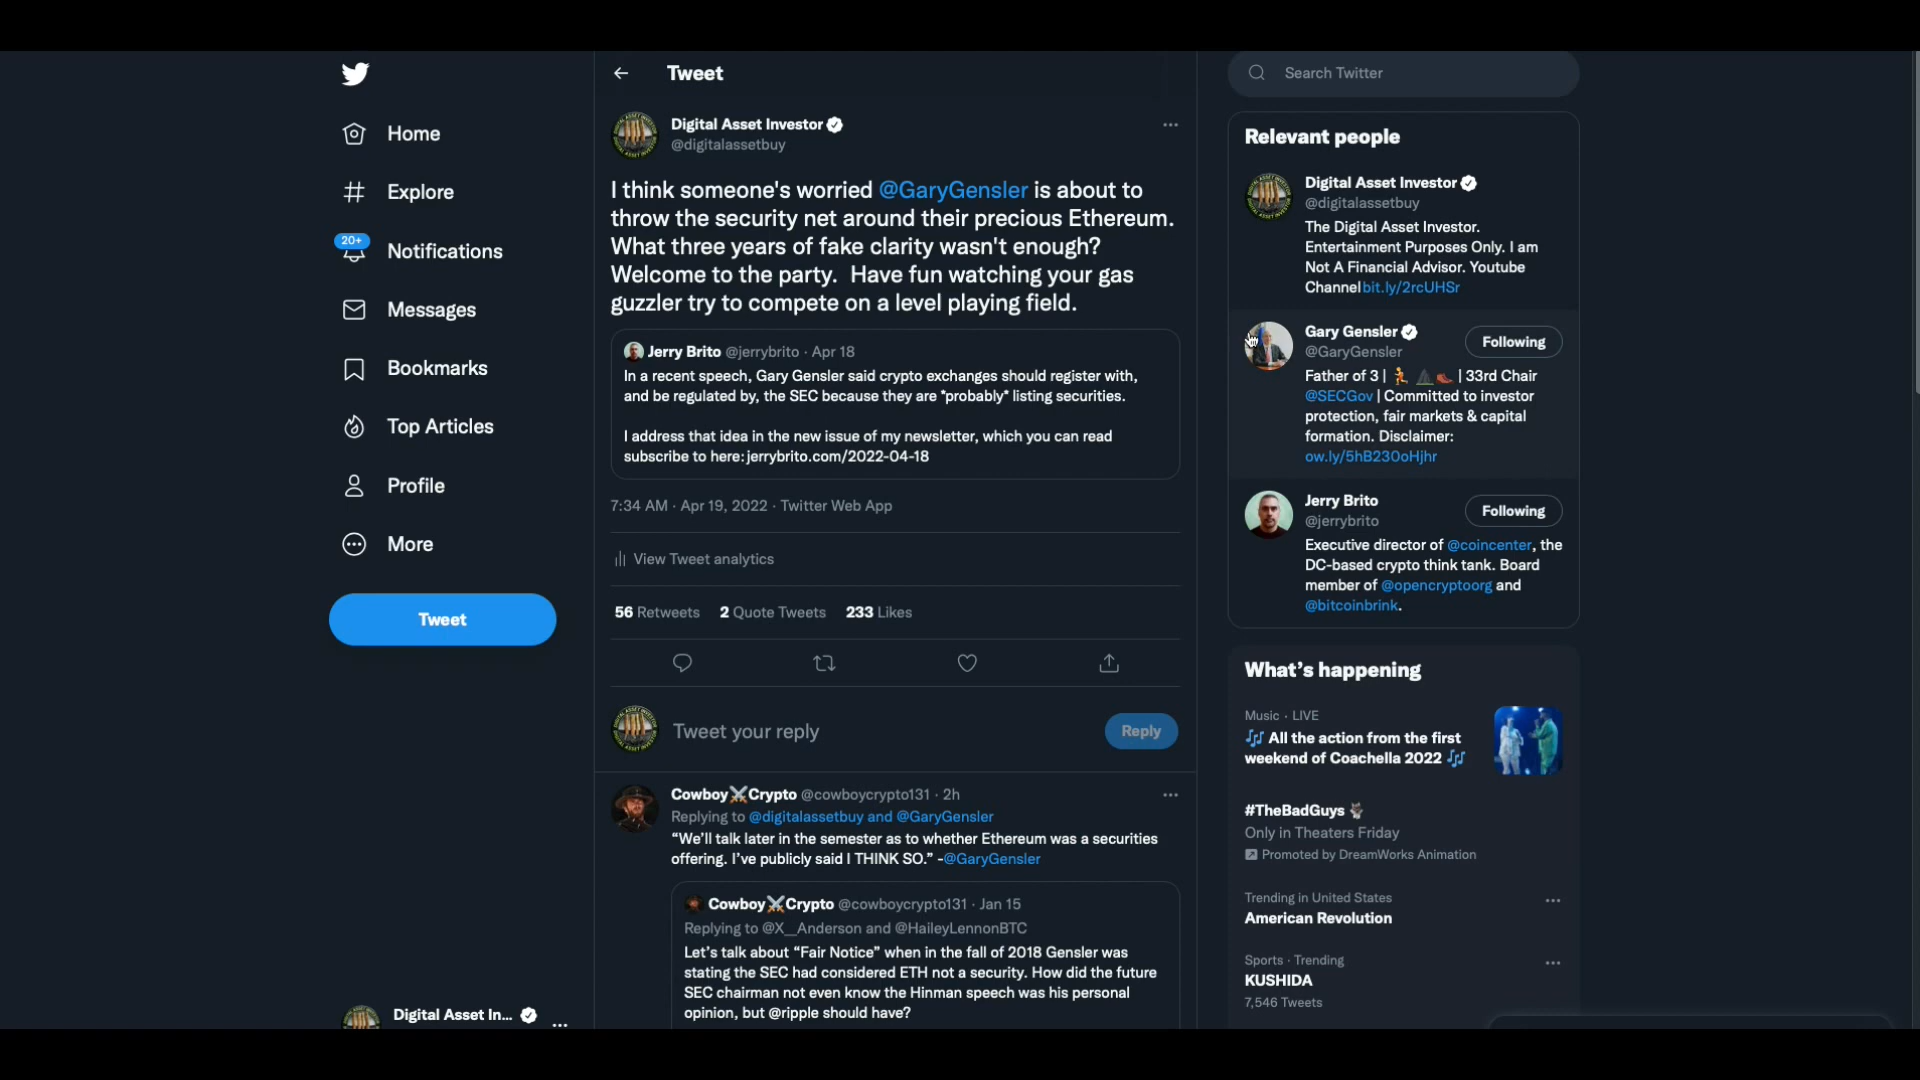 Home
Explore
20+
Notifications
Messages
Bookmarks
Top Articles
Profile
More
Tweet
Digital Asset In...
Tweet
Digital Asset Investor
@digitalassetbuy
I think someone's worried @GaryGensler is about to
throw the security net around their precious Ethereum.
What three years of fake clarity wasn't enough?
Welcome to the party.  Have fun watching your gas
guzzler try to compete on a level playing field.
Jerry Brito @jerrybrito · Apr 18
In a recent speech, Gary Gensler said crypto exchanges should register with,
and be regulated by, the SEC because they are *probably* listing securities.
I address that idea in the new issue of my newsletter, which you can read
subscribe to here: jerrybrito.com/2022-04-18
7:34 AM · Apr 19, 2022 · Twitter Web App
View Tweet analytics
56 Retweets 2 Quote Tweets 233 Likes
Tweet your reply
Reply
Cowboy⚔️Crypto @cowboycrypto131 · 2h
Replying to @digitalassetbuy and @GaryGensler
“We’ll talk later in the semester as to whether Ethereum was a securities
offering. I’ve publicly said I THINK SO.” -@GaryGensler
Cowboy⚔️Crypto @cowboycrypto131 · Jan 15
Replying to @X__Anderson and @HaileyLennonBTC
Let’s talk about “Fair Notice” when in the fall of 2018 Gensler was
stating the SEC had considered ETH not a security. How did the future
SEC chairman not even know the Hinman speech was his personal
opinion, but @ripple should have?
Search Twitter
Relevant people
Digital Asset Investor
@digitalassetbuy
The Digital Asset Investor.
Entertainment Purposes Only. I am
Not A Financial Advisor. Youtube
Channel bit.ly/2rcUHSr
Gary Gensler
@GaryGensler
Following
Father of 3 | 🏃 ⛰️ 🥾 | 33rd Chair
@SECGov | Committed to investor
protection, fair markets & capital
formation. Disclaimer:
ow.ly/5hB230oHjhr
Jerry Brito
@jerrybrito
Following
Executive director of @coincenter, the
DC-based crypto think tank. Board
member of @opencryptoorg and
@bitcoinbrink.
What’s happening
Music · LIVE
🎶 All the action from the first
weekend of Coachella 2022 🎶
#TheBadGuys
Only in Theaters Friday
Promoted by DreamWorks Animation
Trending in United States
American Revolution
Sports · Trending
KUSHIDA
7,546 Tweets